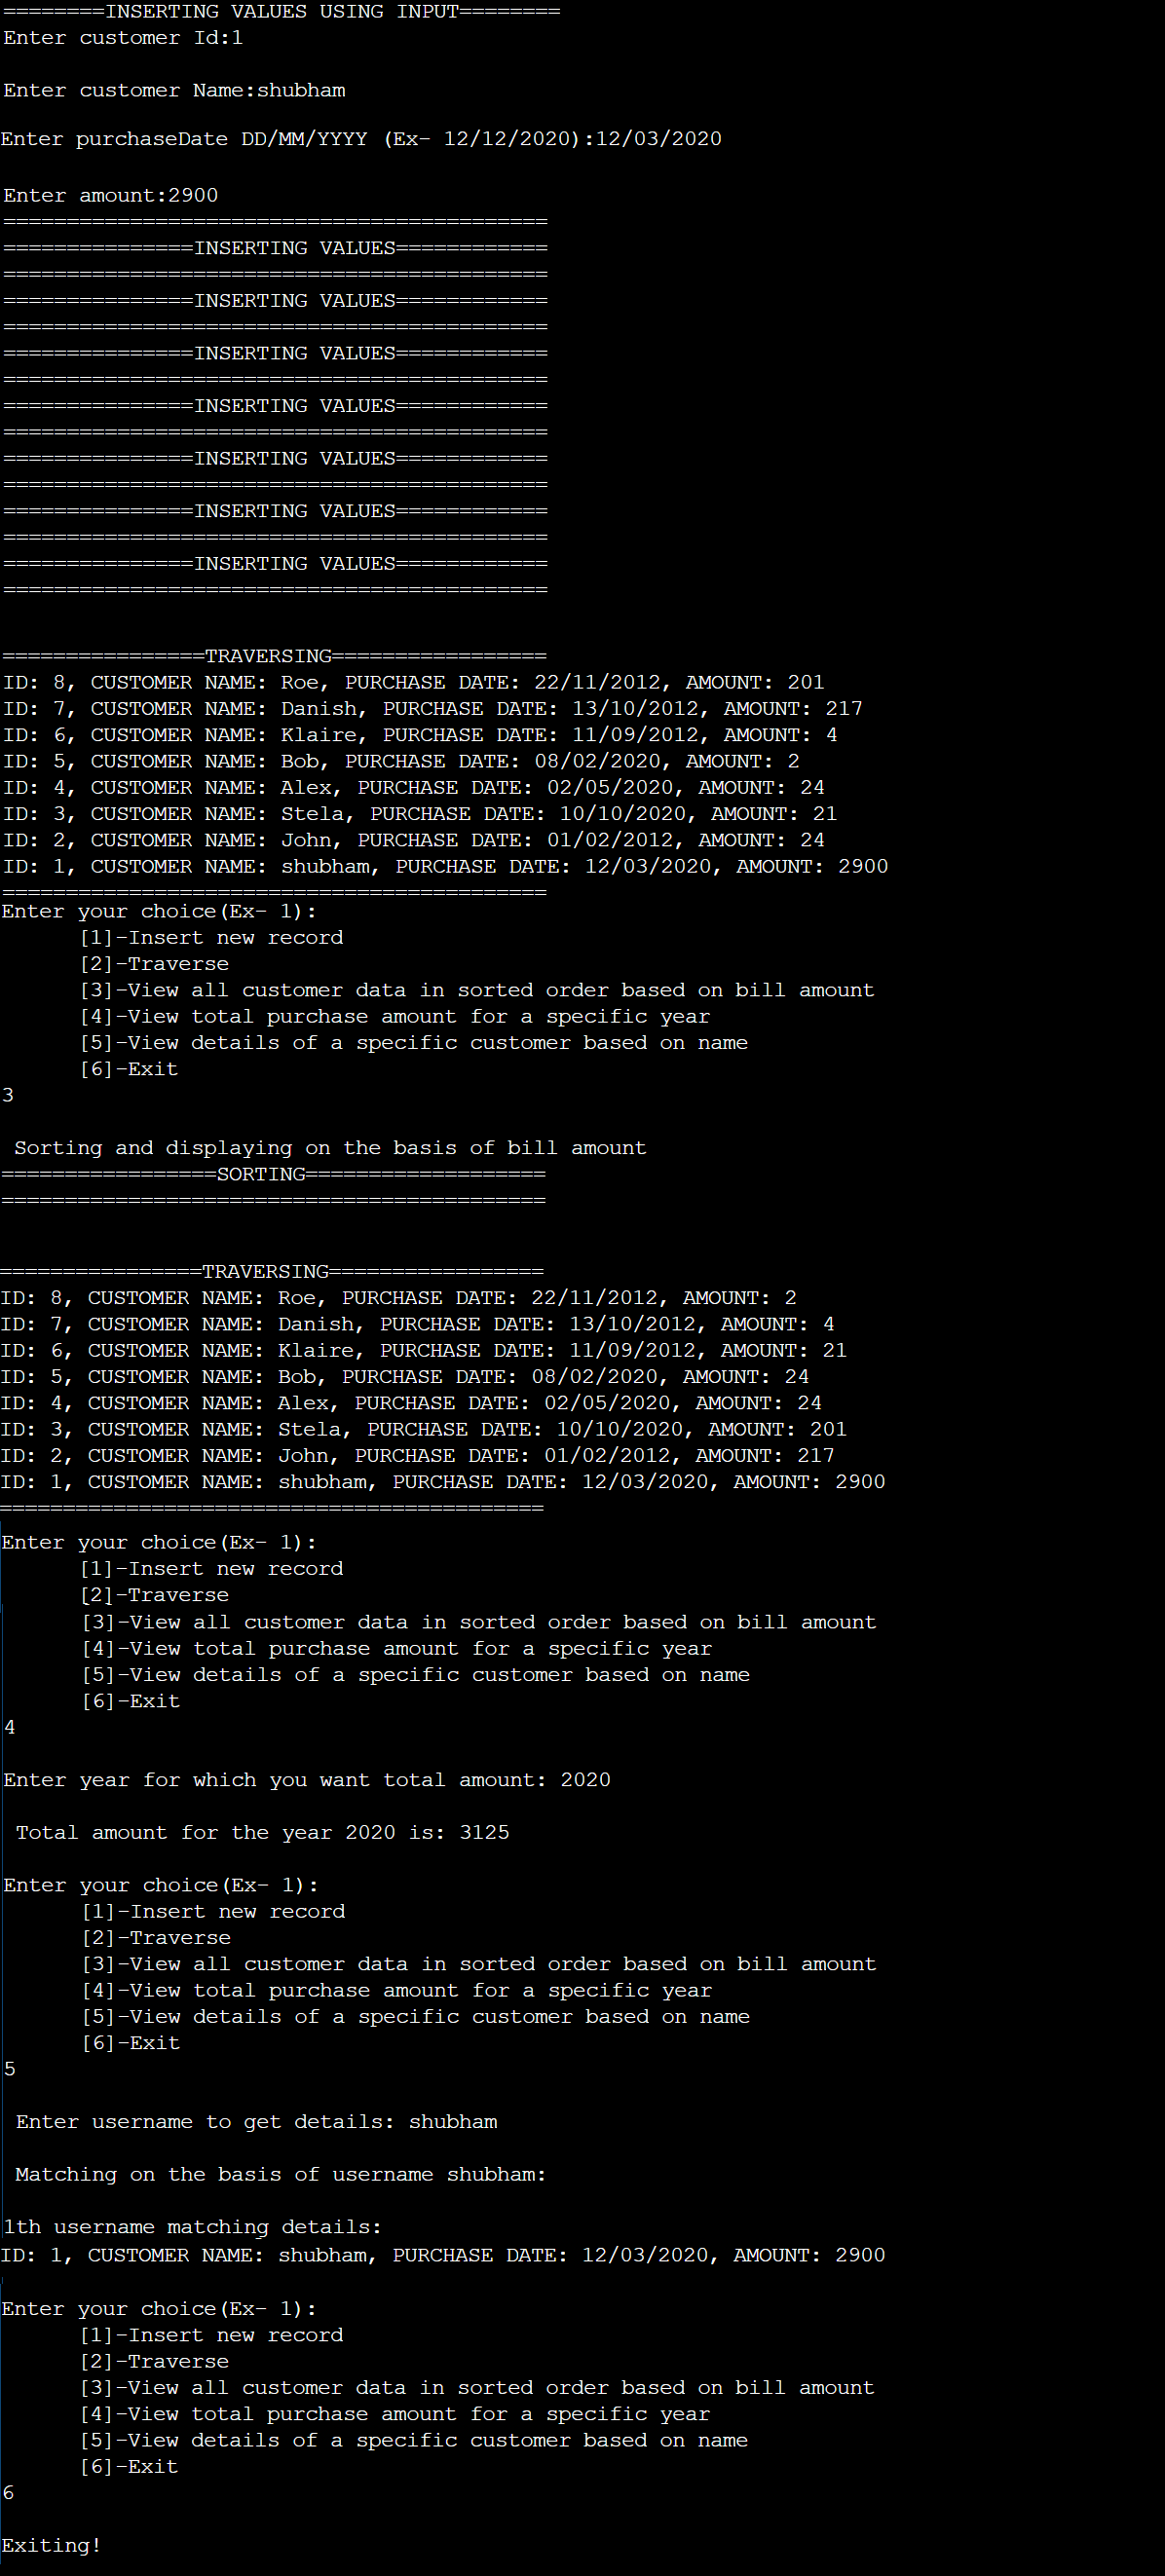 ========INSERTING VALUES USING INPUT========
Enter customer Id:1
Enter customer Name:shubham
Enter purchaseDate DD/MM/YYYY (Ex- 12/12/2020):12/03/2020
Enter amount:2900
===========================================
===============INSERTING VALUES============
===========================================
===============INSERTING VALUES============
===========================================
===============INSERTING VALUES============
===========================================
===============INSERTING VALUES============
===========================================
===============INSERTING VALUES============
===========================================
===============INSERTING VALUES============
===========================================
===============INSERTING VALUES============
===========================================
================TRAVERSING=================
ID: 8, CUSTOMER NAME: Roe, PURCHASE DATE: 22/11/2012, AMOUNT: 201
ID: 7, CUSTOMER NAME: Danish, PURCHASE DATE: 13/10/2012, AMOUNT: 217
ID: 6, CUSTOMER NAME: Klaire, PURCHASE DATE: 11/09/2012, AMOUNT: 4
ID: 5, CUSTOMER NAME: Bob, PURCHASE DATE: 08/02/2020, AMOUNT: 2
ID: 4, CUSTOMER NAME: Alex, PURCHASE DATE: 02/05/2020, AMOUNT: 24
ID: 3, CUSTOMER NAME: Stela, PURCHASE DATE: 10/10/2020, AMOUNT: 21
ID: 2, CUSTOMER NAME: John, PURCHASE DATE: 01/02/2012, AMOUNT: 24
ID: 1, CUSTOMER NAME: shubham, PURCHASE DATE: 12/03/2020, AMOUNT: 2900
===========================================
Enter your choice(Ex- 1):
[1]-Insert new record
[2]-Traverse
[3]-View all customer data in sorted order based on bill amount
[4]-View total purchase amount for a specific year
[5]-View details of a specific customer based on name
[6]-Exit
3
Sorting and displaying on the basis of bill amount
=================SORTING===================
===========================================
================TRAVERSING=================
ID: 8, CUSTOMER NAME: Roe, PURCHASE DATE: 22/11/2012, AMOUNT: 2
ID: 7, CUSTOMER NAME: Danish, PURCHASE DATE: 13/10/2012, AMOUNT: 4
ID: 6, CUSTOMER NAME: Klaire, PURCHASE DATE: 11/09/2012, AMOUNT: 21
ID: 5, CUSTOMER NAME: Bob, PURCHASE DATE: 08/02/2020, AMOUNT: 24
ID: 4, CUSTOMER NAME: Alex, PURCHASE DATE: 02/05/2020, AMOUNT: 24
ID: 3, CUSTOMER NAME: Stela, PURCHASE DATE: 10/10/2020, AMOUNT: 201
ID: 2, CUSTOMER NAME: John, PURCHASE DATE: 01/02/2012, AMOUNT: 217
ID: 1, CUSTOMER NAME: shubham, PURCHASE DATE: 12/03/2020, AMOUNT: 2900
===========================================
Enter your choice(Ex- 1):
[1]-Insert new record
[2]-Traverse
[3]-View all customer data in sorted order based on bill amount
[4]-View total purchase amount for a specific year
[5]-View details of a specific customer based on name
[6]-Exit
4
Enter year for which you want total amount: 2020
Total amount for the year 2020 is: 3125
Enter your choice(Ex- 1):
[1]-Insert new record
[2]-Traverse
[3]-View all customer data in sorted order based on bill amount
[4]-View total purchase amount for a specific year
[5]-View details of a specific customer based on name
[6]-Exit
5
Enter username to get details: shubham
Matching on the basis of username shubham:
1th username matching details:
ID: 1, CUSTOMER NAME: shubham, PURCHASE DATE: 12/03/2020, AMOUNT: 2900
Enter your choice(Ex- 1):
[1]-Insert new record
[2]-Traverse
[3]-View all customer data in sorted order based on bill amount
[4]-View total purchase amount for a specific year
[5]-View details of a specific customer based on name
[6]-Exit
6
Exiting!